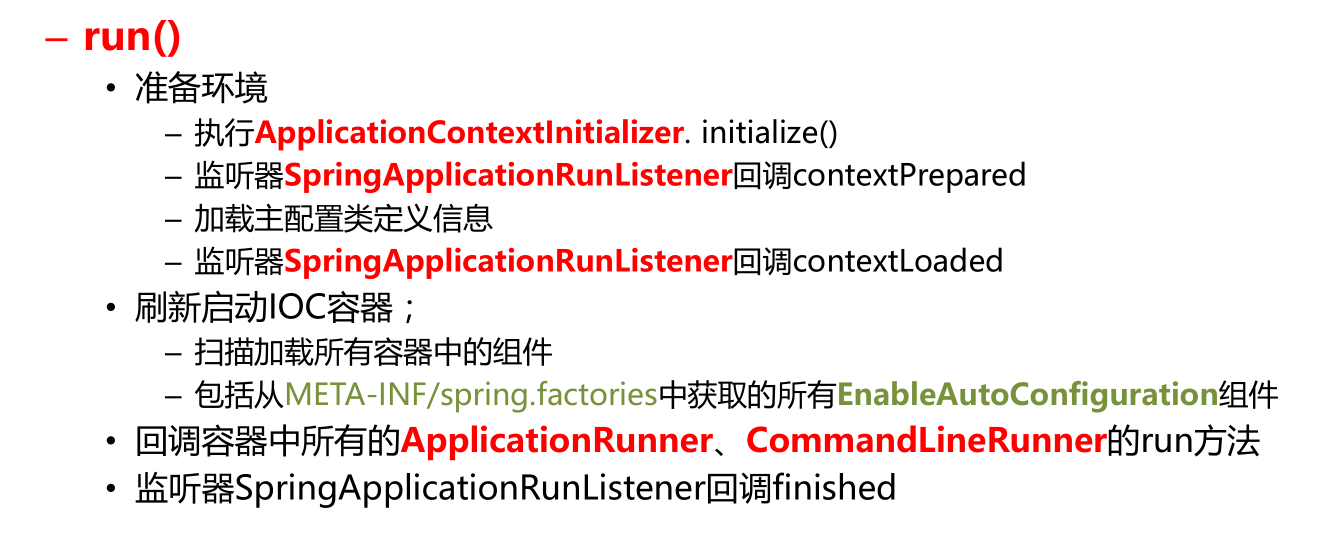 – run()
• 准备环境
– 执行ApplicationContextInitializer. initialize()
– 监听器SpringApplicationRunListener回调contextPrepared
– 加载主配置类定义信息
– 监听器SpringApplicationRunListener回调contextLoaded
• 刷新启动IOC容器；
– 扫描加载所有容器中的组件
– 包括从META-INF/spring.factories中获取的所有EnableAutoConfiguration组件
• 回调容器中所有的ApplicationRunner、CommandLineRunner的run方法
• 监听器SpringApplicationRunListener回调finished